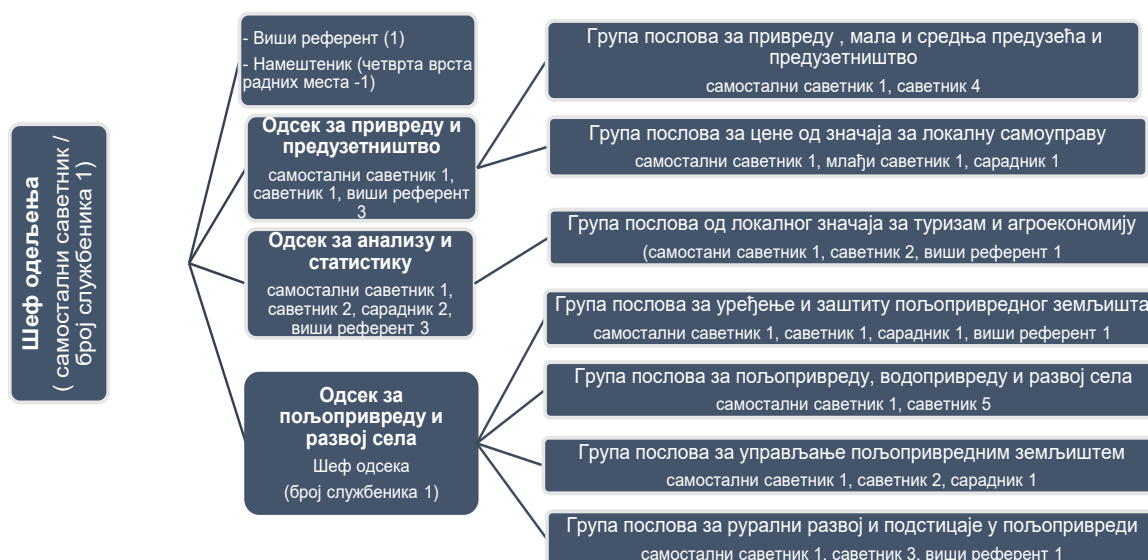 Шеф одељења
( самостални саветник /
број службеника 1)
- Виши референт (1)
- Намештеник (четврта врста
радних места -1)
Одсек за привреду и
предузетништво
самостални саветник 1,
саветник 1, виши референт
3
Одсек за анализу и
статистику
самостални саветник 1,
саветник 2, сарадник 2,
виши референт 3
Одсек за
пољопривреду и
развој села
Шеф одсека
(број службеника 1)
Група послова за привреду , мала и средња предузећа и
предузетништво
самостални саветник 1, саветник 4
Група послова за цене од значаја за локалну самоуправу
самостални саветник 1, млађи саветник 1, сарадник 1
Група послова од локалног значаја за туризам и агроекономију
(самостани саветник 1, саветник 2, виши референт 1
Група послова за уређење и заштиту пољопривредног земљишта
самостални саветник 1, саветник 1, сарадник 1, виши референт 1
Група послова за пољопривреду, водопривреду и развој села
самостални саветник 1, саветник 5
Група послова за управљање пољопривредним земљиштем
самостални саветник 1, саветник 2, сарадник 1
Група послова за рурални развој и подстицаје у пољопривреди
самостални саветник 1, саветник 3, виши референт 1